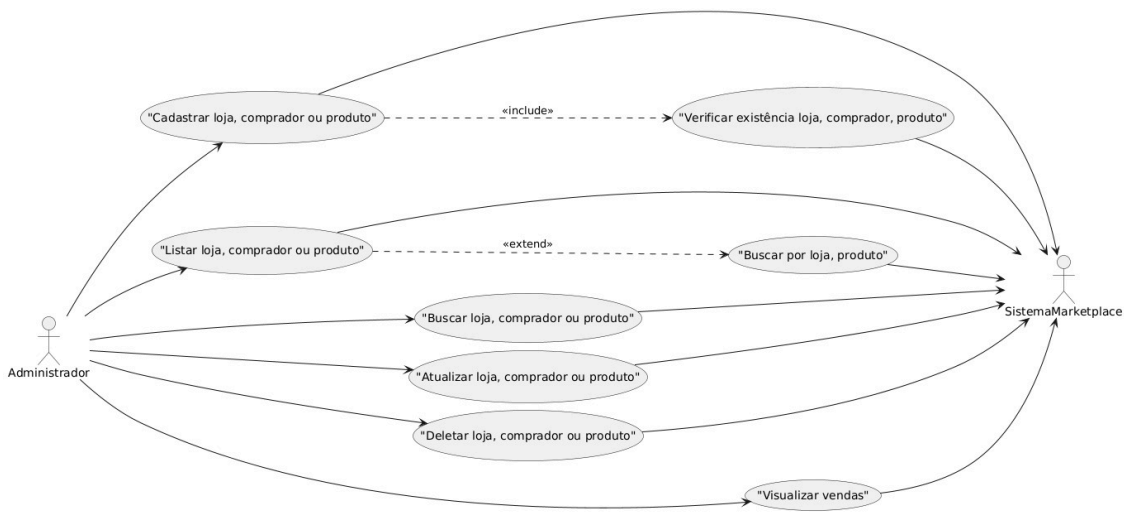 "Cadastrar loja, comprador ou produto"
«include»
"Verificar existência loja, comprador, produto"
"Listar loja, comprador ou produto"
«extend»
"Buscar por loja, produto"
"Buscar loja, comprador ou produto"
SistemaMarketplace
Administrador
"Atualizar loja, comprador ou produto"
"Deletar loja, comprador ou produto"
"Visualizar vendas"